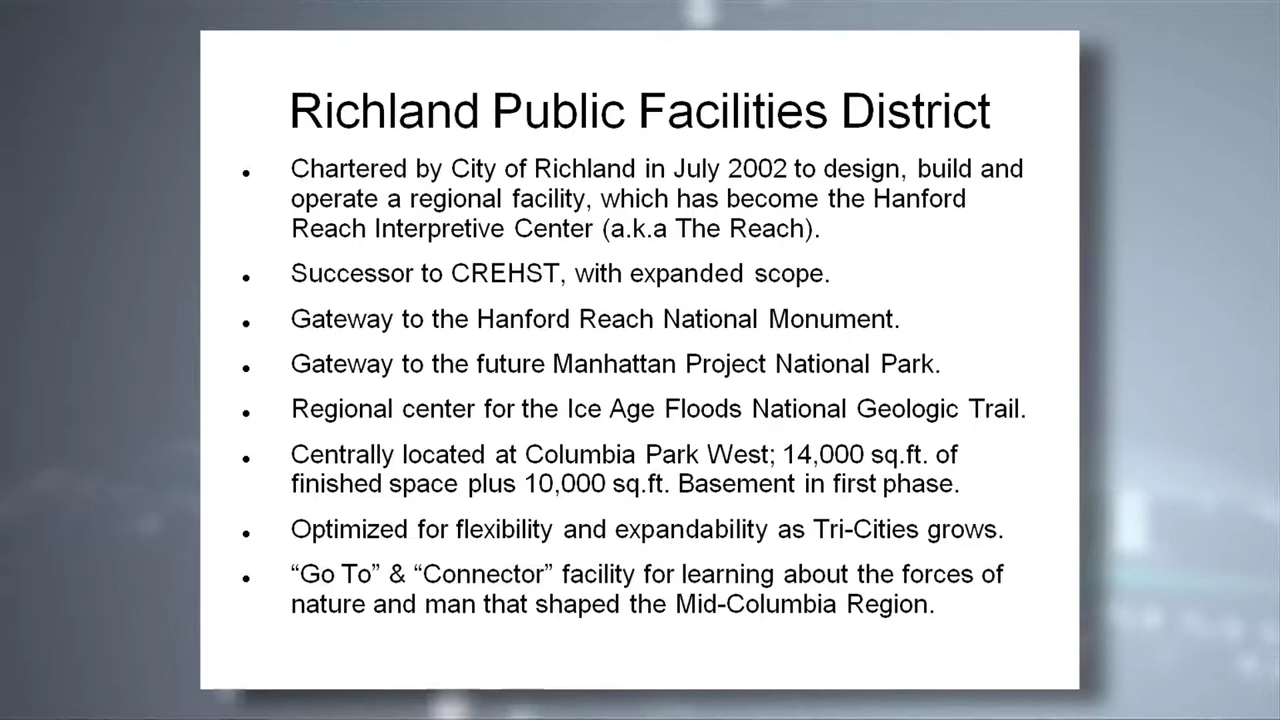 Richland Public Facilities District
• Chartered by City of Richland in July 2002 to design, build and
operate a regional facility, which has become the Hanford
Reach Interpretive Center (a.k.a The Reach).
• Successor to CREHST, with expanded scope.
• Gateway to the Hanford Reach National Monument.
• Gateway to the future Manhattan Project National Park.
• Regional center for the Ice Age Floods National Geologic Trail.
• Centrally located at Columbia Park West; 14,000 sq.ft. of
finished space plus 10,000 sq.ft. Basement in first phase.
• Optimized for flexibility and expandability as Tri-Cities grows.
• “Go To” & “Connector” facility for learning about the forces of
nature and man that shaped the Mid-Columbia Region.